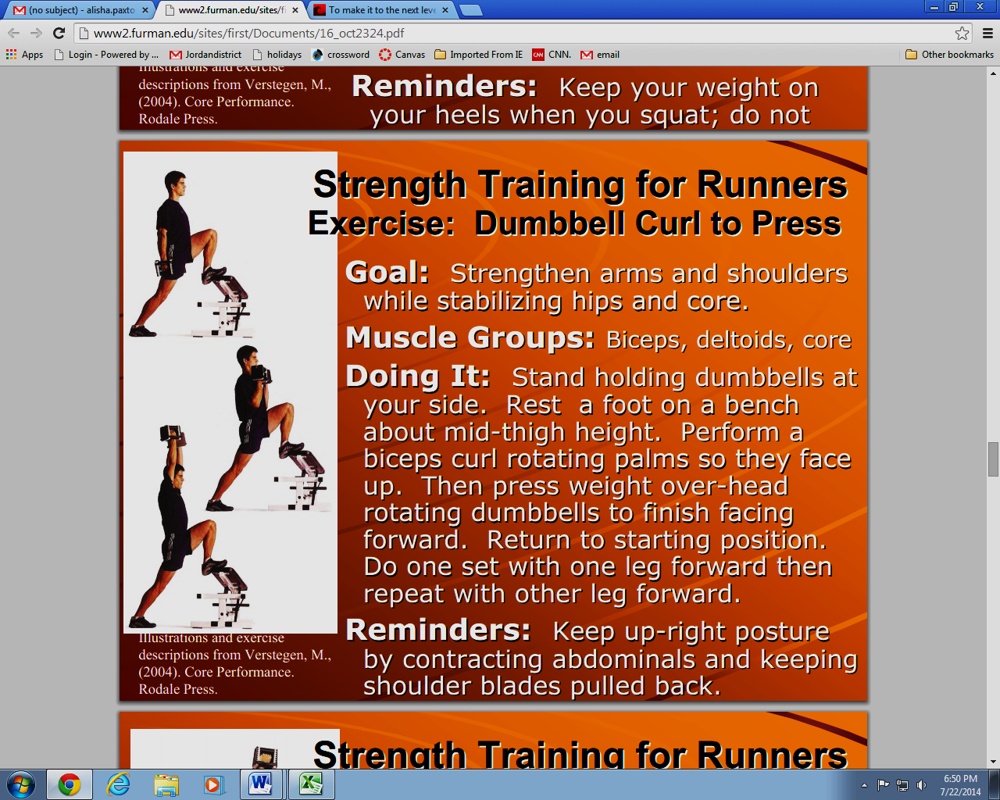 (no subject) - alisha.paxto
www2.furman.edu/sites/fi
To make it to the next leve
www2.furman.edu/sites/first/Documents/16_oct2324.pdf
Apps
Login - Powered by ...
Jordandistrict
holidays
crossword
Canvas
Imported From IE
CNN
CNN.
email
Other bookmarks
Illustrations and exercise
descriptions from Verstegen, M.,
(2004). Core Performance.
Rodale Press.
Reminders: Keep your weight on
your heels when you squat; do not
Strength Training for Runners
Exercise: Dumbbell Curl to Press
Goal: Strengthen arms and shoulders
while stabilizing hips and core.
Muscle Groups: Biceps, deltoids, core
Doing It: Stand holding dumbbells at
your side. Rest a foot on a bench
about mid-thigh height. Perform a
biceps curl rotating palms so they face
up. Then press weight over-head
rotating dumbbells to finish facing
forward. Return to starting position.
Do one set with one leg forward then
repeat with other leg forward.
Reminders: Keep up-right posture
by contracting abdominals and keeping
shoulder blades pulled back.
Illustrations and exercise
descriptions from Verstegen, M.,
(2004). Core Performance.
Rodale Press.
Strength Training for Runners
6:50 PM
7/22/2014